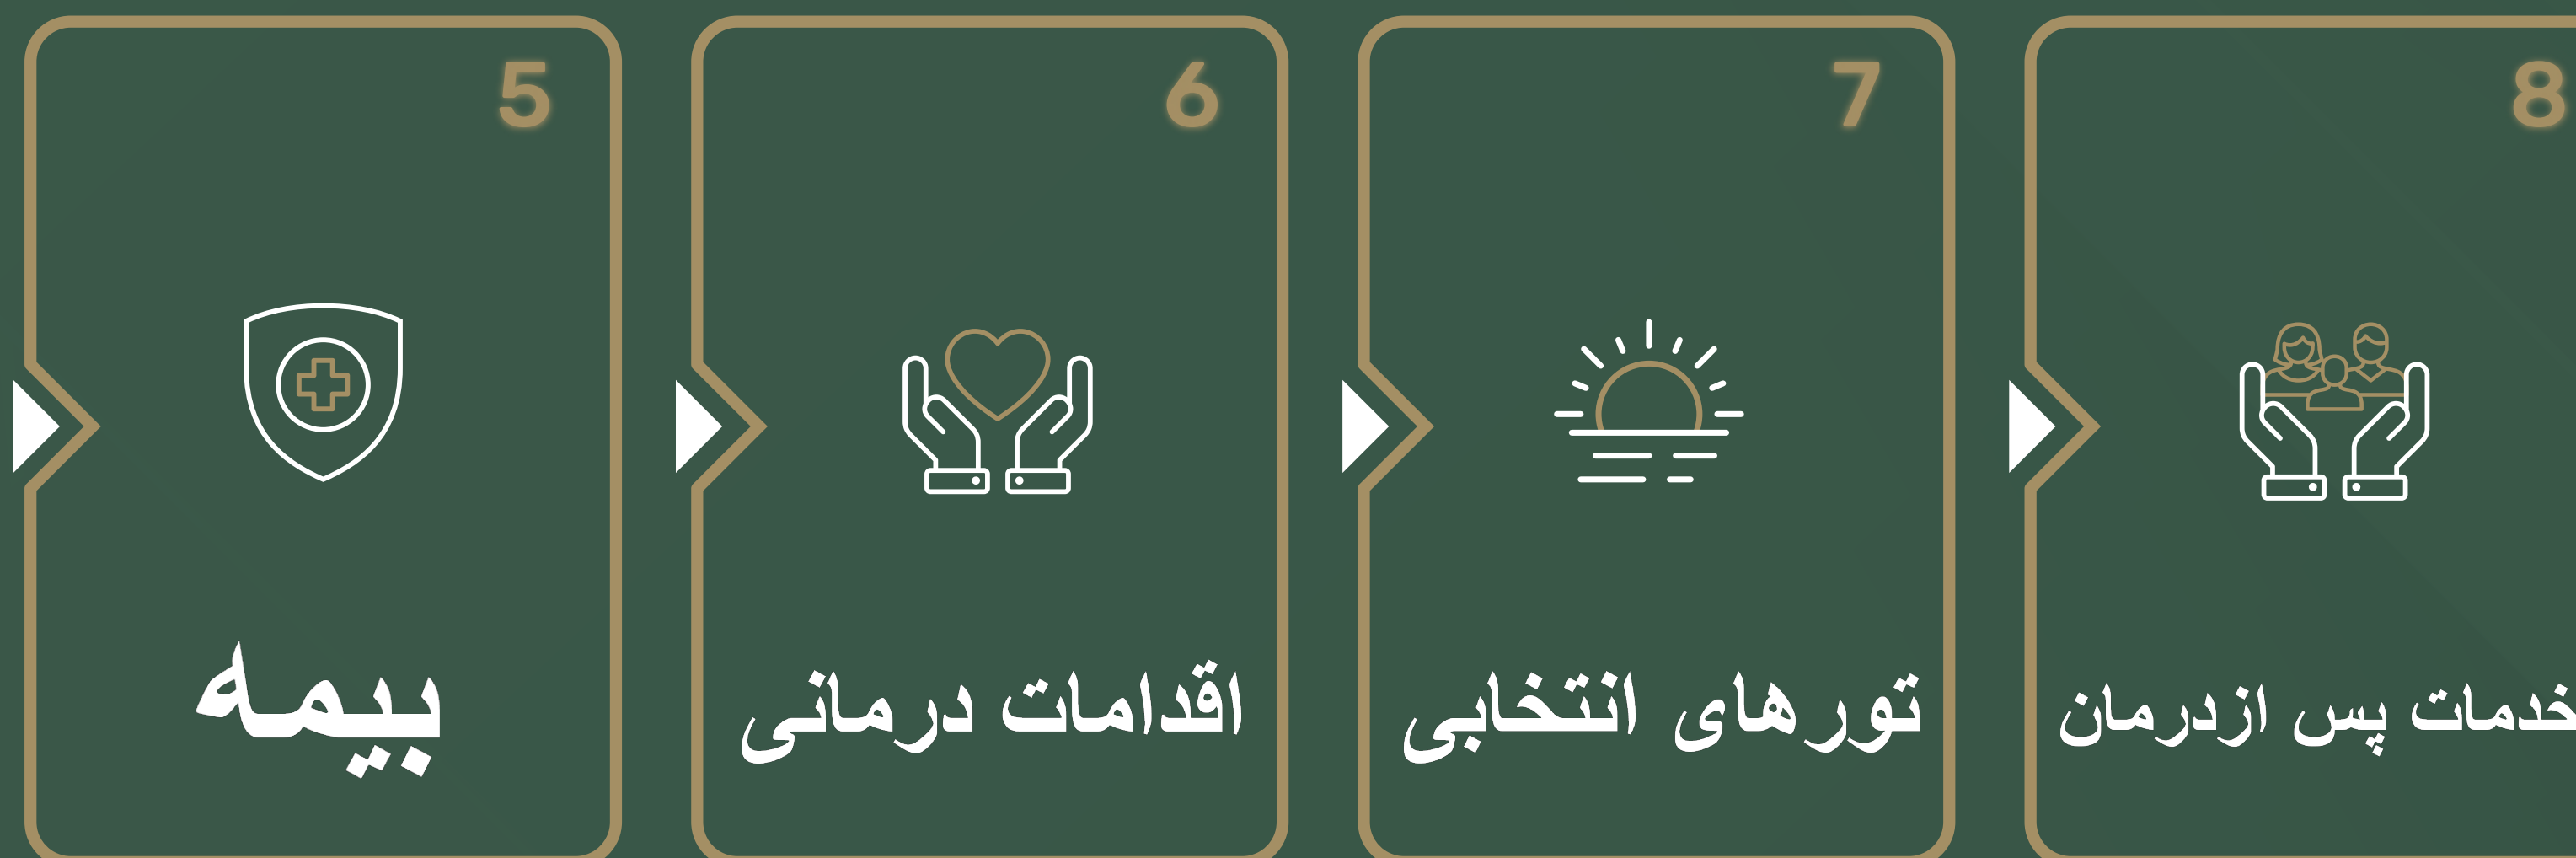 5
بیمه
6
اقدامات درمانی
7
تورهای انتخابی
8
خدمات پس ازدرمان